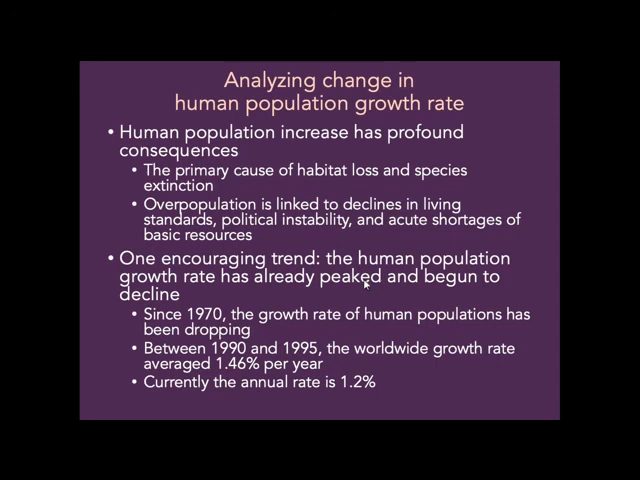 Analyzing change in
human population growth rate
• Human population increase has profound
consequences
• The primary cause of habitat loss and species
extinction
• Overpopulation is linked to declines in living
standards, political instability, and acute shortages of
basic resources
• One encouraging trend: the human population
growth rate has already peaked and begun to
decline
• Since 1970, the growth rate of human populations has
been dropping
• Between 1990 and 1995, the worldwide growth rate
averaged 1.46% per year
• Currently the annual rate is 1.2%